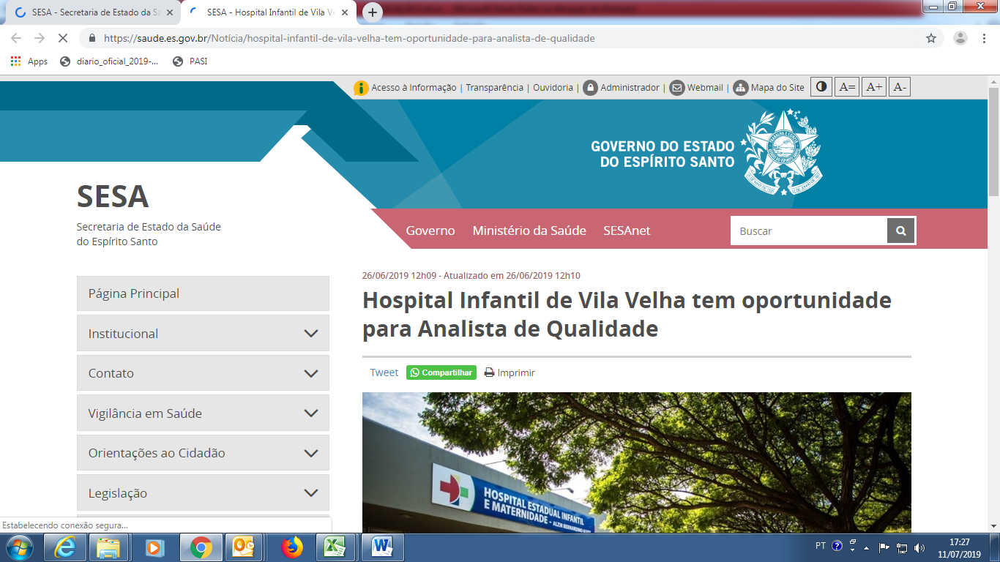 SESA - Secretaria de Estado da Sa
SESA - Hospital Infantil de Vila Ve
https://saude.es.gov.br/Notícia/hospital-infantil-de-vila-velha-tem-oportunidade-para-analista-de-qualidade
Apps
diario_oficial_2019-...
PASI
Acesso à Informação | Transparência | Ouvidoria | Administrador | Webmail | Mapa do Site A= A+ A-
GOVERNO DO ESTADO
DO ESPÍRITO SANTO
SESA
Secretaria de Estado da Saúde
do Espírito Santo
Governo Ministério da Saúde SESAnet
Buscar
Página Principal
Institucional
Contato
Vigilância em Saúde
Orientações ao Cidadão
Legislação
26/06/2019 12h09 - Atualizado em 26/06/2019 12h10
Hospital Infantil de Vila Velha tem oportunidade
para Analista de Qualidade
Tweet Compartilhar Imprimir
HOSPITAL ESTADUAL INFANTIL
E MATERNIDADE - ALZIR BERNARDINO ALVES
Estabelecendo conexão segura...
PT
17:27
11/07/2019